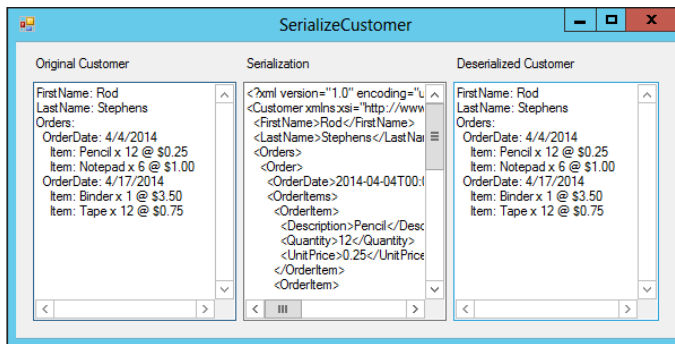 SerializeCustomer
Original Customer
FirstName: Rod
LastName: Stephens
Orders:
OrderDate: 4/4/2014
Item: Pencil x 12 @ $0.25
Item: Notepad x 6 @ $1.00
OrderDate: 4/17/2014
Item: Binder x 1 @ $3.50
Item: Tape x 12 @ $0.75
Serialization
<?xml version="1.0" encoding="u
<Customer xmlns:xsi="http://www
<FirstName>Rod</FirstName>
<LastName>Stephens</LastNa
<Orders>
<Order>
<OrderDate>2014-04-04T00:
<OrderItems>
<OrderItem>
<Description>Pencil</Desc
<Quantity>12</Quantity>
<UnitPrice>0.25</UnitPrice
</OrderItem>
<OrderItem>
Deserialized Customer
FirstName: Rod
LastName: Stephens
Orders:
OrderDate: 4/4/2014
Item: Pencil x 12 @ $0.25
Item: Notepad x 6 @ $1.00
OrderDate: 4/17/2014
Item: Binder x 1 @ $3.50
Item: Tape x 12 @ $0.75